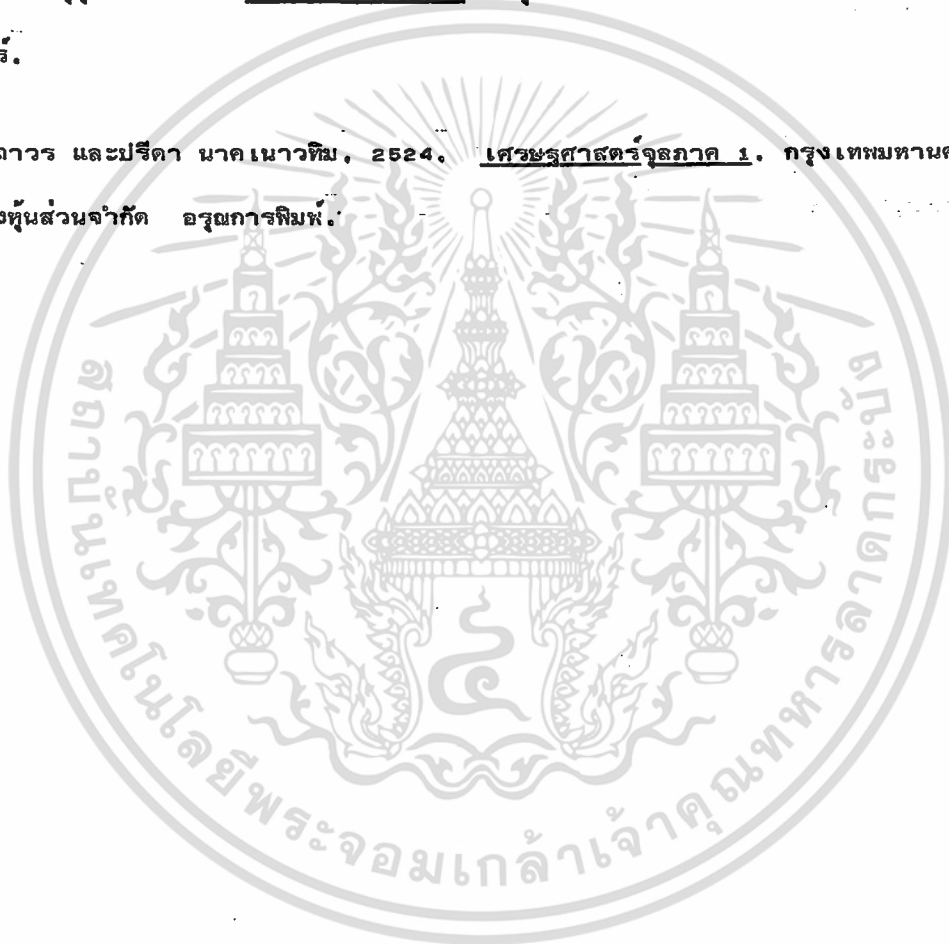 ร์.
ถาวร และปรีดา นาคเนาวทิม. 2524. เศรษฐศาสตร์จุลภาค 1. กรุงเทพมหานค
งหุ้นส่วนจำกัด อรุณการพิมพ์.
สถาบันเทคโนโลยีพระจอมเกล้าเจ้าคุณทหารลาดกระบัง
๔